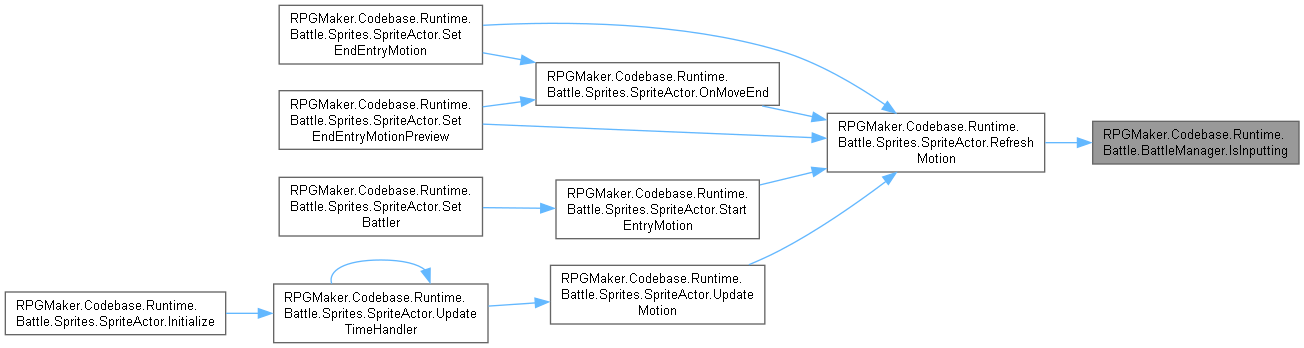 RPGMaker.Codebase.Runtime.
Battle.Sprites.SpriteActor.Set
EndEntryMotion
RPGMaker.Codebase.Runtime.
Battle.Sprites.SpriteActor.OnMoveEnd
RPGMaker.Codebase.Runtime.
Battle.Sprites.SpriteActor.Set
EndEntryMotionPreview
RPGMaker.Codebase.Runtime.
Battle.Sprites.SpriteActor.Refresh
Motion
RPGMaker.Codebase.Runtime.
Battle.BattleManager.IsInputting
RPGMaker.Codebase.Runtime.
Battle.Sprites.SpriteActor.Set
Battler
RPGMaker.Codebase.Runtime.
Battle.Sprites.SpriteActor.Start
EntryMotion
RPGMaker.Codebase.Runtime.
Battle.Sprites.SpriteActor.Initialize
RPGMaker.Codebase.Runtime.
Battle.Sprites.SpriteActor.Update
TimeHandler
RPGMaker.Codebase.Runtime.
Battle.Sprites.SpriteActor.Update
Motion